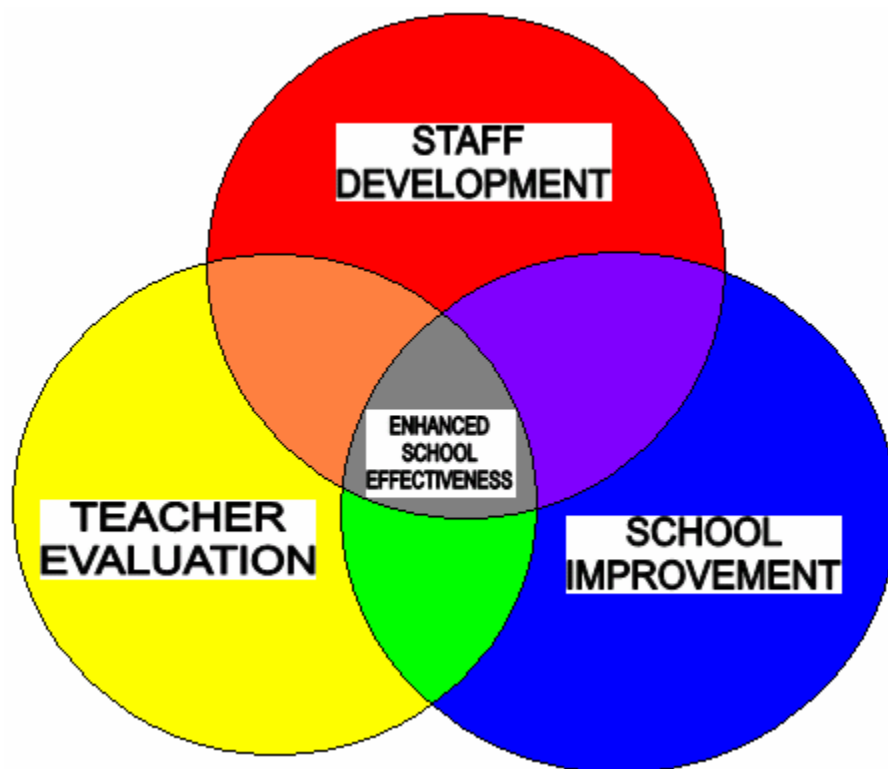 STAFF
DEVELOPMENT
ENHANCED
SCHOOL
EFFECTIVENESS
TEACHER
EVALUATION
SCHOOL
IMPROVEMENT